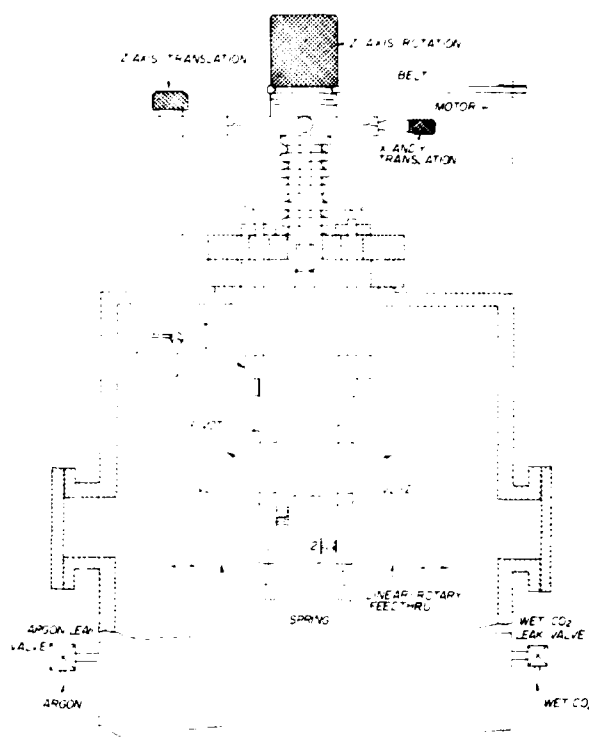 Z AXIS TRANSLATION
Z AXIS ROTATION
BELT
MOTOR
X AND Y
TRANSLATION
PIVOT
2
LINEAR-ROTARY
FEEDTHRU
SPRING
ARGON LEAK
VALVE
WET CO2
LEAK VALVE
ARGON
WET CO2